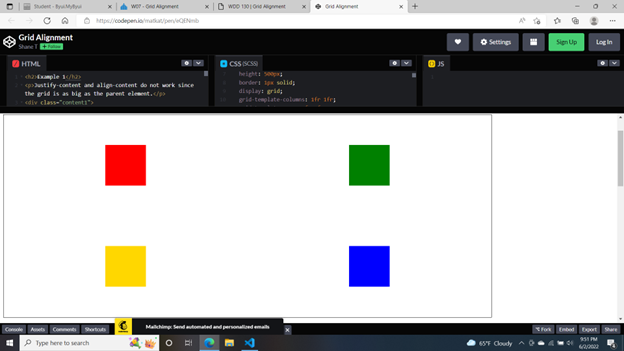 Student - Byui.MyByui
W07 - Grid Alignment
WDD 130 | Grid Alignment
Grid Alignment
https://codepen.io/matkat/pen/
Grid Alignment
Shane T
+ Follow
Settings
Sign Up
Log In
HTML
<h2>Example 1</h2>
<p>Justify-content and align-content do not work since
the grid is as big as the parent element.</p>
<div class="content1">
CSS (SCSS)
height: 500px;
border: 1px solid;
display: grid;
grid-template-columns: 1fr 1fr;
JS
Mailchimp: Send automated and personalized emails
Console
Assets
Comments
Shortcuts
Fork
Embed
Export
Share
Type here to search
65°F Cloudy
9:51 PM
6/2/2022